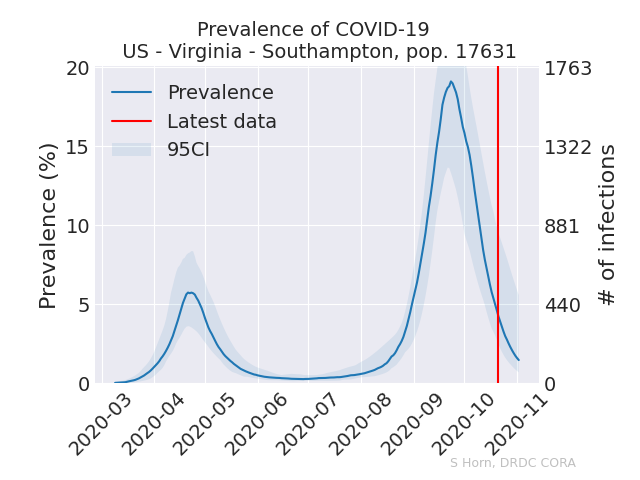 Prevalence of COVID-19
US - Virginia - Southampton, pop. 17631
Prevalence
Latest data
95CI
Prevalence (%)
20
15
10
5
0
1763
1322
881
440
0
# of infections
2020-03
2020-04
2020-05
2020-06
2020-07
2020-08
2020-09
2020-10
2020-11
S Horn, DRDC CORA